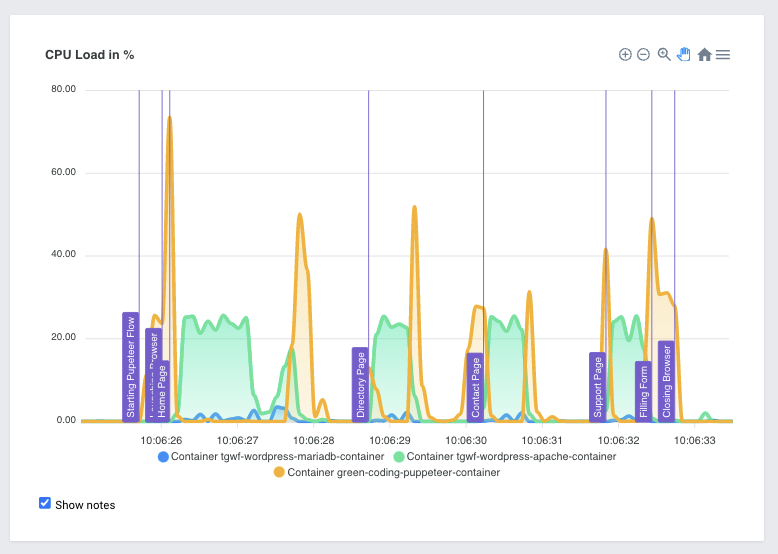 CPU Load in %
80.00
60.00
40.00
20.00
0.00
Starting Pupeteer Flow
Browser
Home Page
Directory Page
Contact Page
Support Page
Filling Form
Closing Browser
10:06:26
10:06:27
10:06:28
10:06:29
10:06:30
10:06:31
10:06:32
10:06:33
Container tgwf-wordpress-mariadb-container
Container tgwf-wordpress-apache-container
Container green-coding-puppeteer-container
Show notes